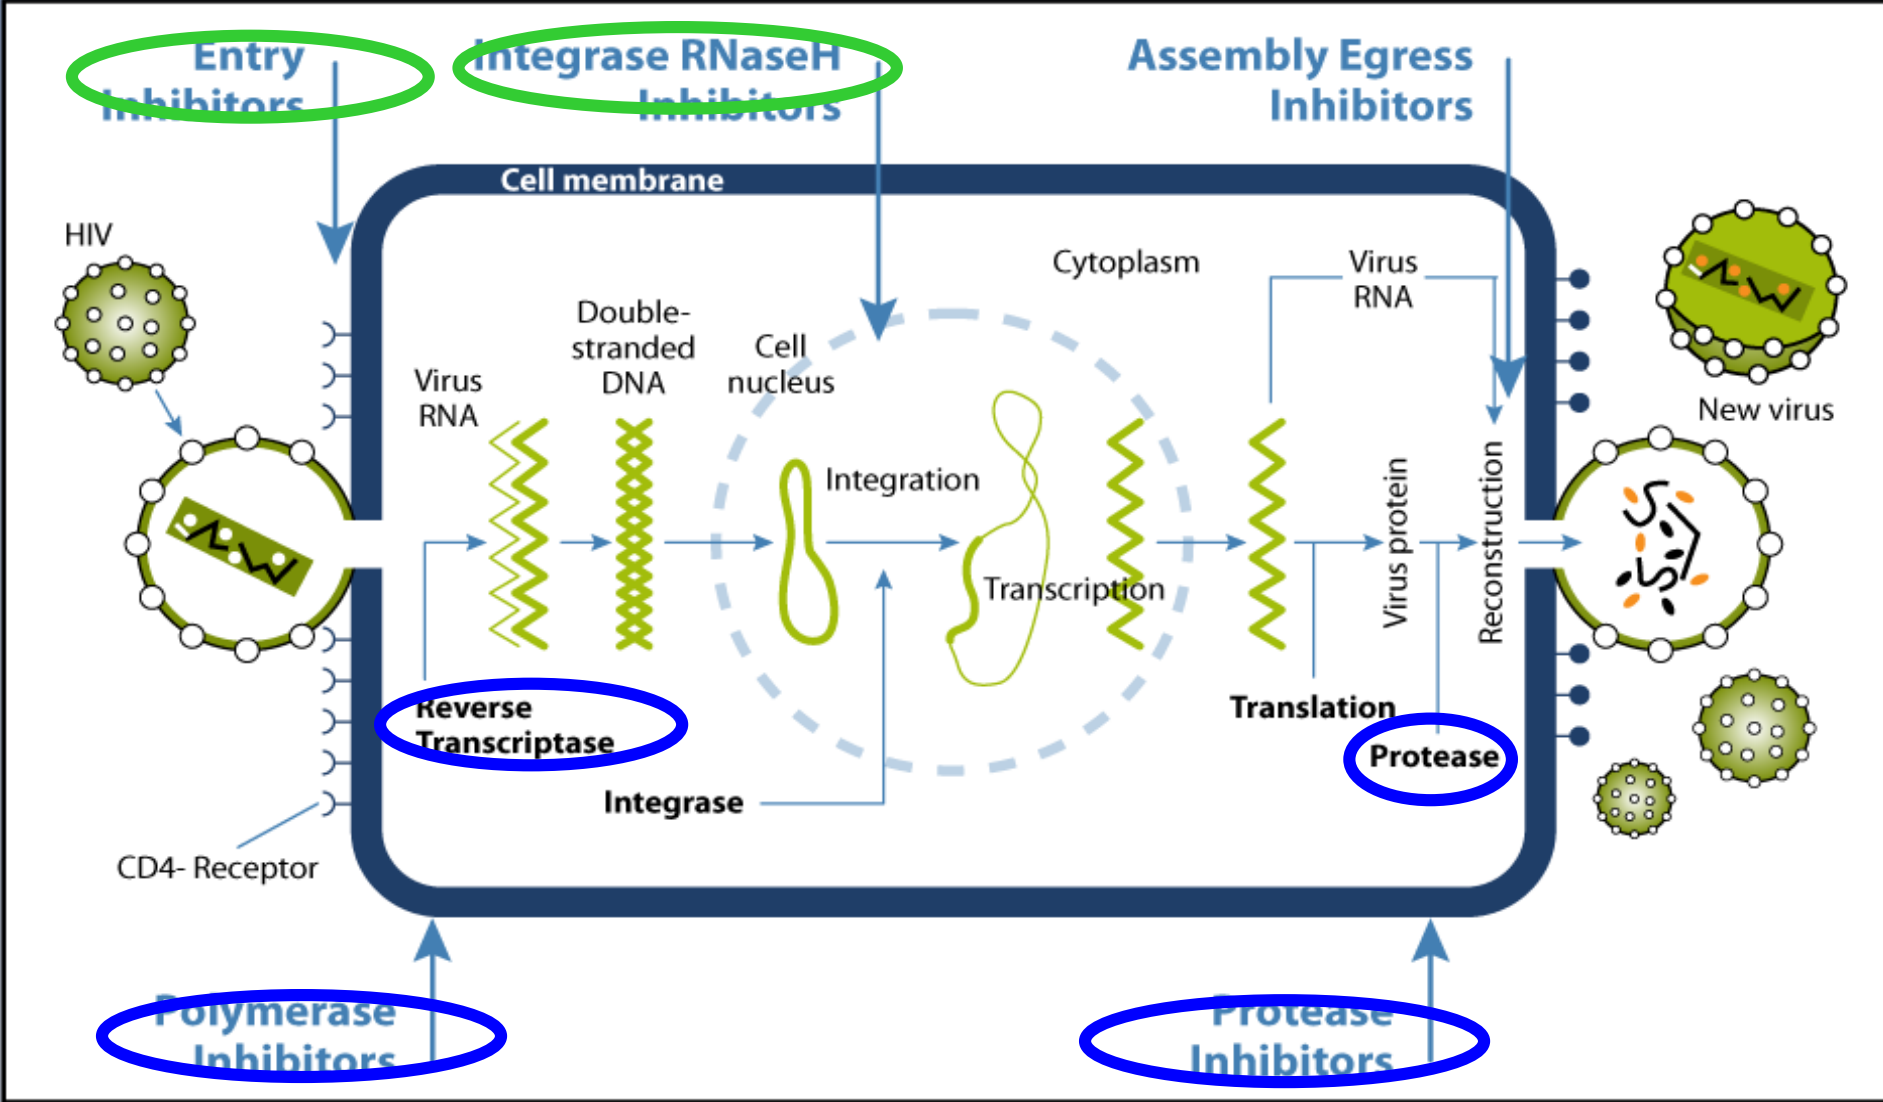 Entry
Inhibitors
Integrase RNaseH
Inhibitors
Assembly Egress
Inhibitors
Cell membrane
HIV
Cytoplasm
Virus
RNA
Double-
stranded
DNA
Cell
nucleus
Virus
RNA
New virus
Integration
Transcription
Virus protein
Reconstruction
Reverse
Transcriptase
Translation
Protease
Integrase
CD4- Receptor
Polymerase
Inhibitors
Protease
Inhibitors